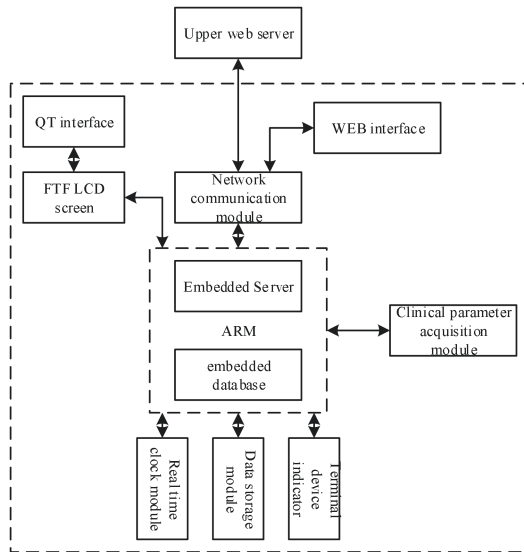 Upper web server
QT interface
WEB interface
FTF LCD
screen
Network
communication
module
Embedded Server
ARM
Clinical parameter
acquisition
module
embedded
database
Real time
clock module
Data storage
module
Terminal
device
indicator